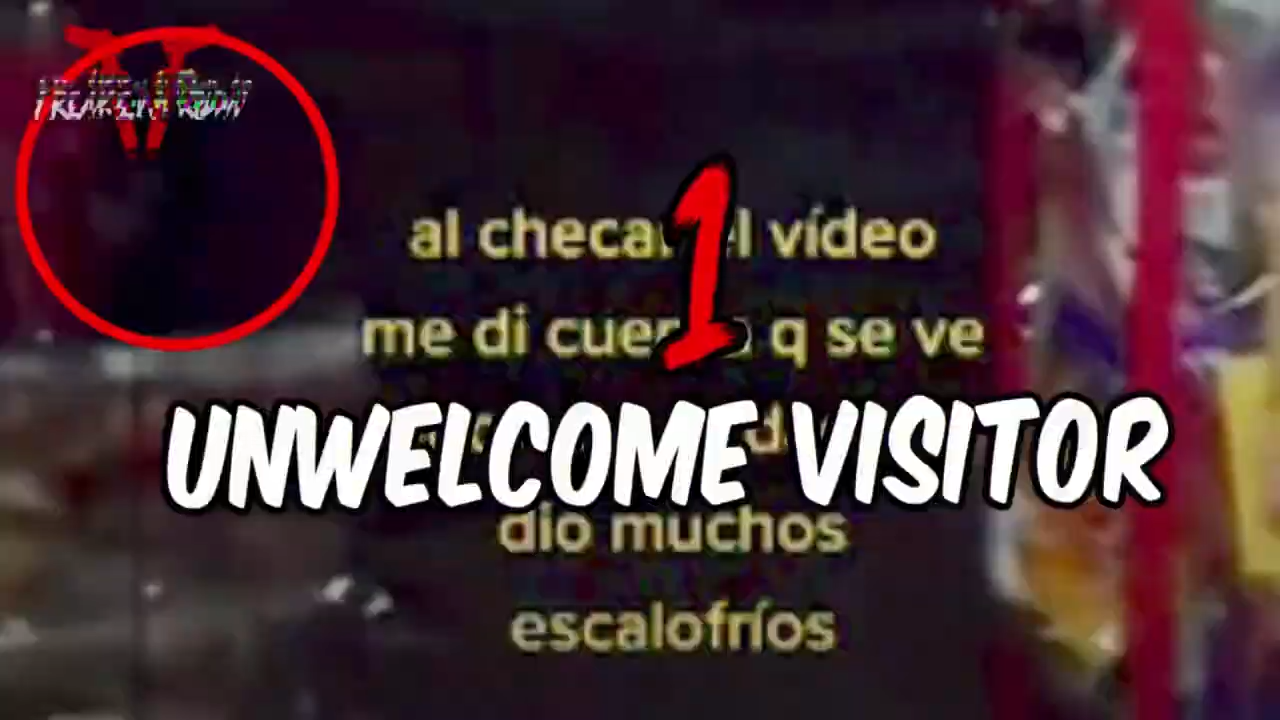 1
UNWELCOME VISITOR
al checar el vídeo
me di cuenta q se ve
dio muchos
escalofríos